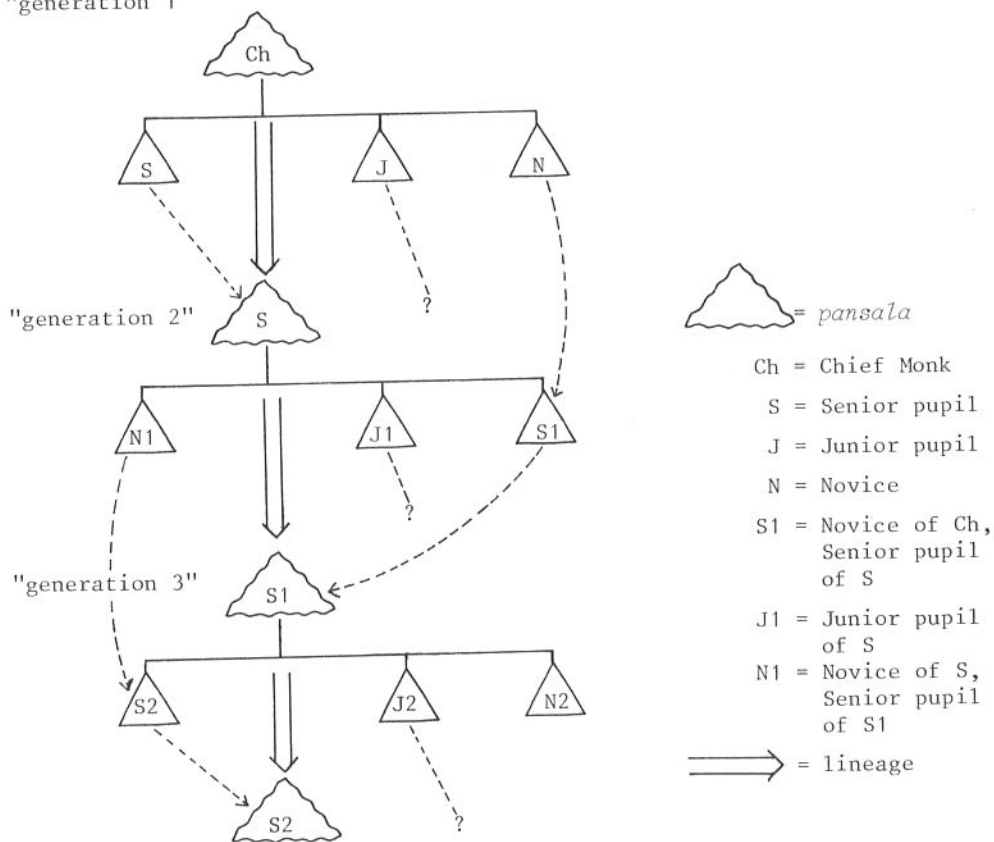 "generation 1"
Ch
S
J
N
"generation 2"
S
?
N1
J1
S1
?
"generation 3"
S1
S2
J2
N2
S2
?
= pansala
Ch = Chief Monk
S = Senior pupil
J = Junior pupil
N = Novice
S1 = Novice of Ch,
Senior pupil
of S
J1 = Junior pupil
of S
N1 = Novice of S,
Senior pupil
of S1
= lineage